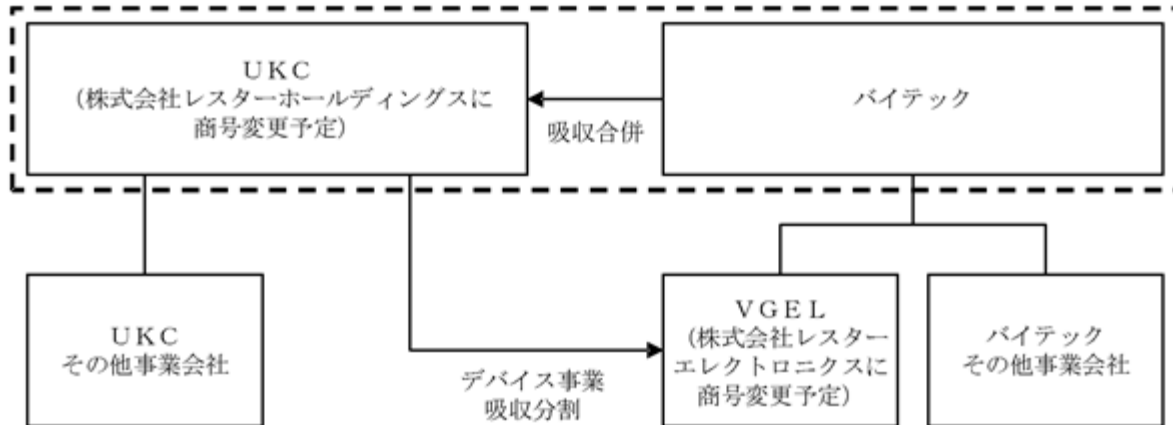 ＵＫＣ
（株式会社レスターホールディングスに
商号変更予定）
吸収合併
バイテック
ＵＫＣ
その他事業会社
デバイス事業
吸収分割
ＶＧＥＬ
（株式会社レスター
エレクトロニクスに
商号変更予定）
バイテック
その他事業会社